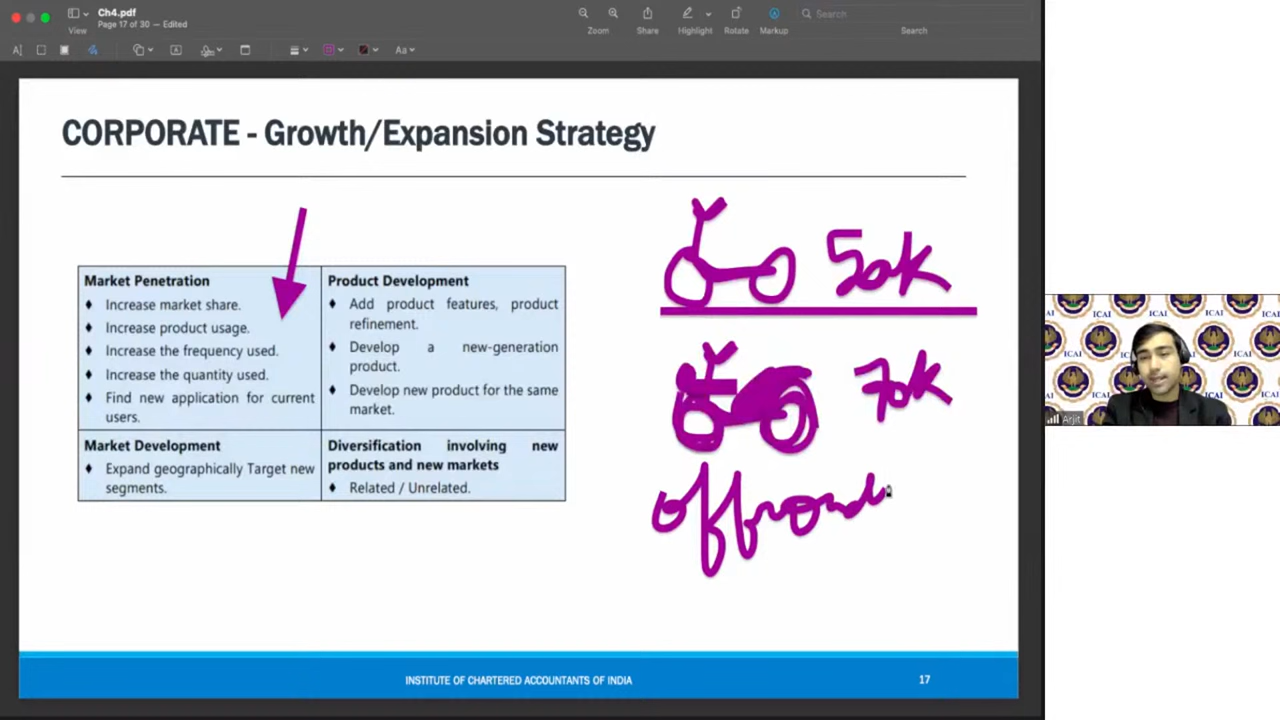 Ch4.pdf
Page 17 of 30 — Edited
View
Zoom
Share
Highlight
Rotate
Markup
Search
Search
Aa
CORPORATE - Growth/Expansion Strategy
Market Penetration
♦ Increase market share.
♦ Increase product usage.
♦ Increase the frequency used.
♦ Increase the quantity used.
♦ Find new application for current
users.
Product Development
♦ Add product features, product
refinement.
♦ Develop a new-generation
product.
♦ Develop new product for the same
market.
Market Development
♦ Expand geographically Target new
segments.
Diversification involving new
products and new markets
♦ Related / Unrelated.
50k
70k
offroad
INSTITUTE OF CHARTERED ACCOUNTANTS OF INDIA
17
ICAI
Arjit